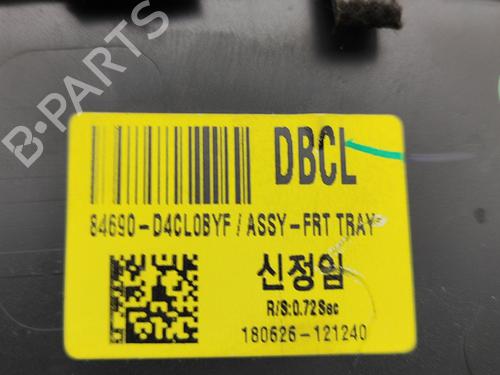 B-PARTS
DBCL
84690-D4CL0BYF / ASSY-FRT TRAY
신정임
R/S:0.72Sec
180626-121240